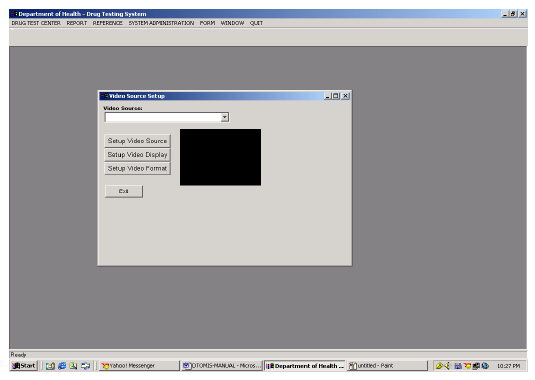 Department of Health - Drug Testing System
DRUG TEST CENTER REPORT REFERENCE SYSTEM ADMINISTRATION FORM WINDOW QUIT
Video Source Setup
Video Source:
Setup Video Source
Setup Video Display
Setup Video Format
Exit
Ready
Start Yahoo! Messenger DTOMIS-MANUAL - Micros... Department of Health ... untitled - Paint 10:27 PM